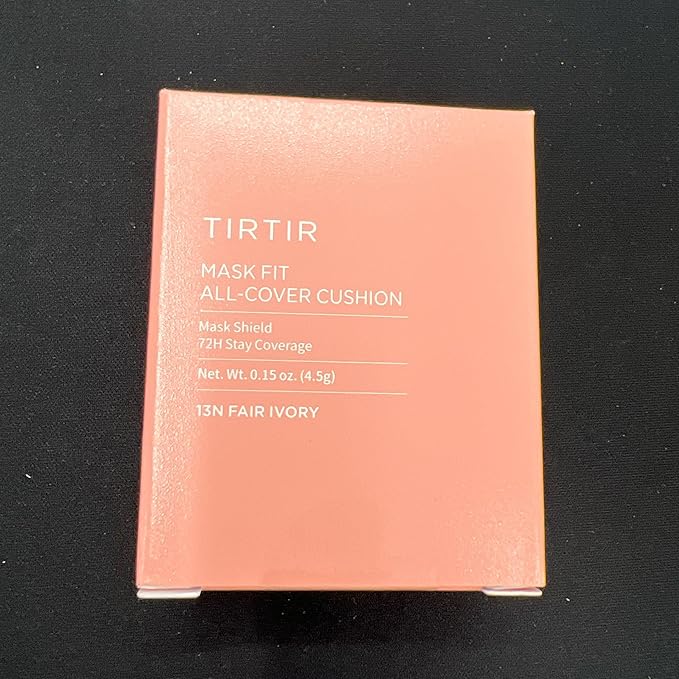 TIRTIR
MASK FIT
ALL-COVER CUSHION
Mask Shield
72H Stay Coverage
Net. Wt. 0.15 oz. (4.5g)
13N FAIR IVORY